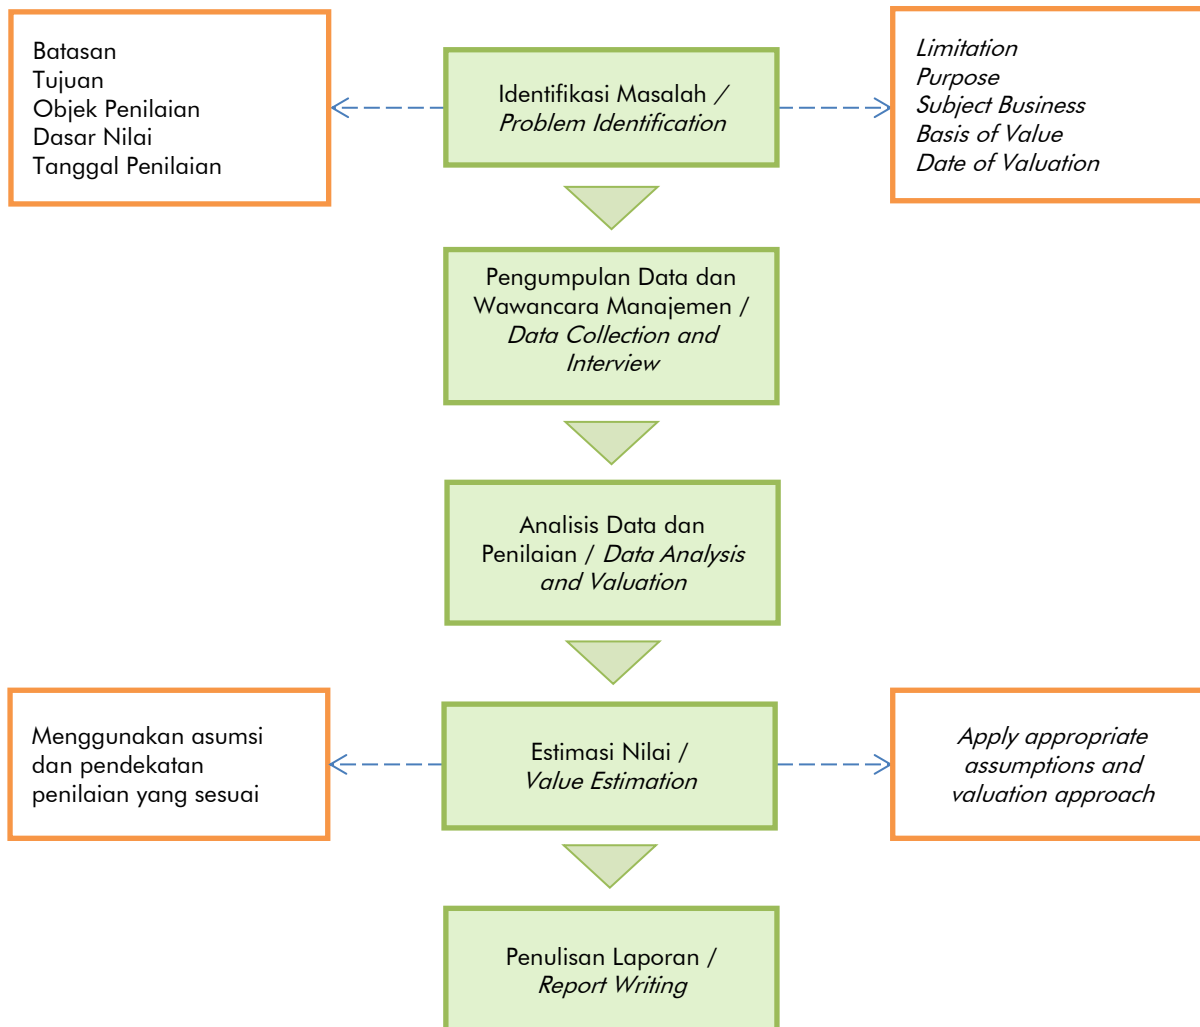 Batasan
Tujuan
Objek Penilaian
Dasar Nilai
Tanggal Penilaian
Identifikasi Masalah /
Problem Identification
Limitation
Purpose
Subject Business
Basis of Value
Date of Valuation
Pengumpulan Data dan
Wawancara Manajemen /
Data Collection and
Interview
Analisis Data dan
Penilaian / Data Analysis
and Valuation
Menggunakan asumsi
dan pendekatan
penilaian yang sesuai
Estimasi Nilai /
Value Estimation
Apply appropriate
assumptions and
valuation approach
Penulisan Laporan /
Report Writing